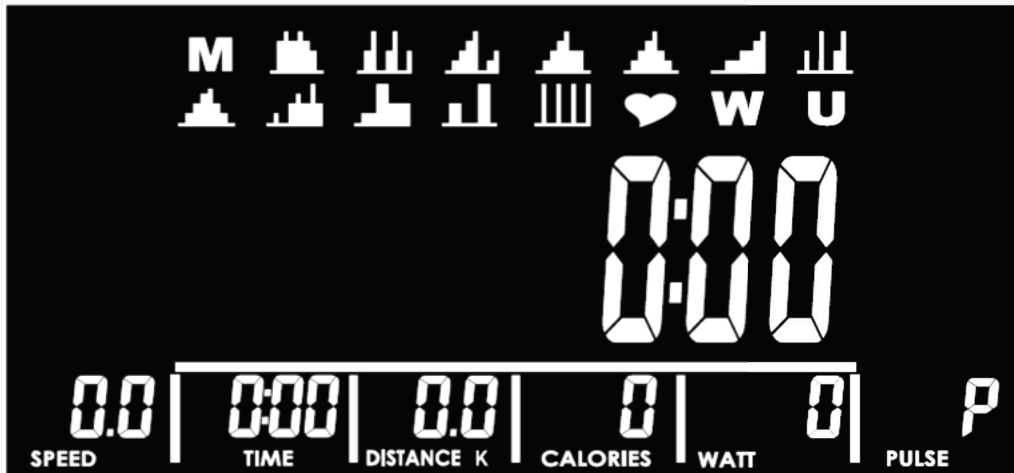 M
W U
0:00
0.0 0:00 0.0 0 0 P
SPEED TIME DISTANCE K CALORIES WATT PULSE